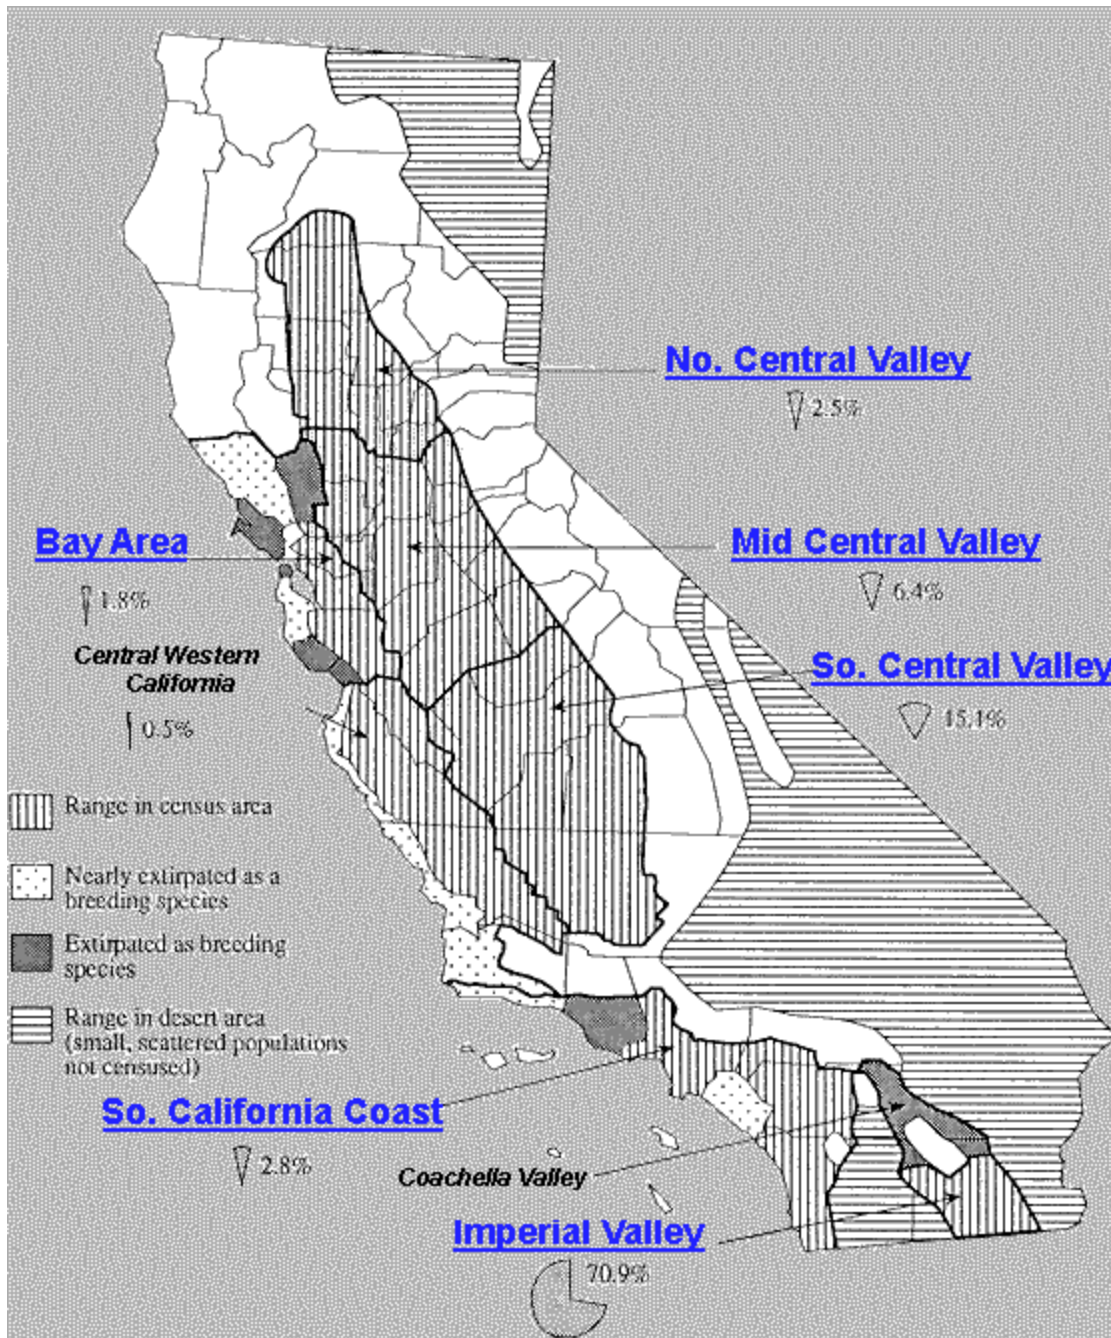 No. Central Valley
2.5%
Bay Area
1.8%
Mid Central Valley
6.4%
Central Western
California
0.5%
So. Central Valley
15.1%
Range in census area
Nearly extirpated as a
breeding species
Extirpated as breeding
species
Range in desert area
(small, scattered populations
not censused)
So. California Coast
2.8%
Coachella Valley
Imperial Valley
70.9%